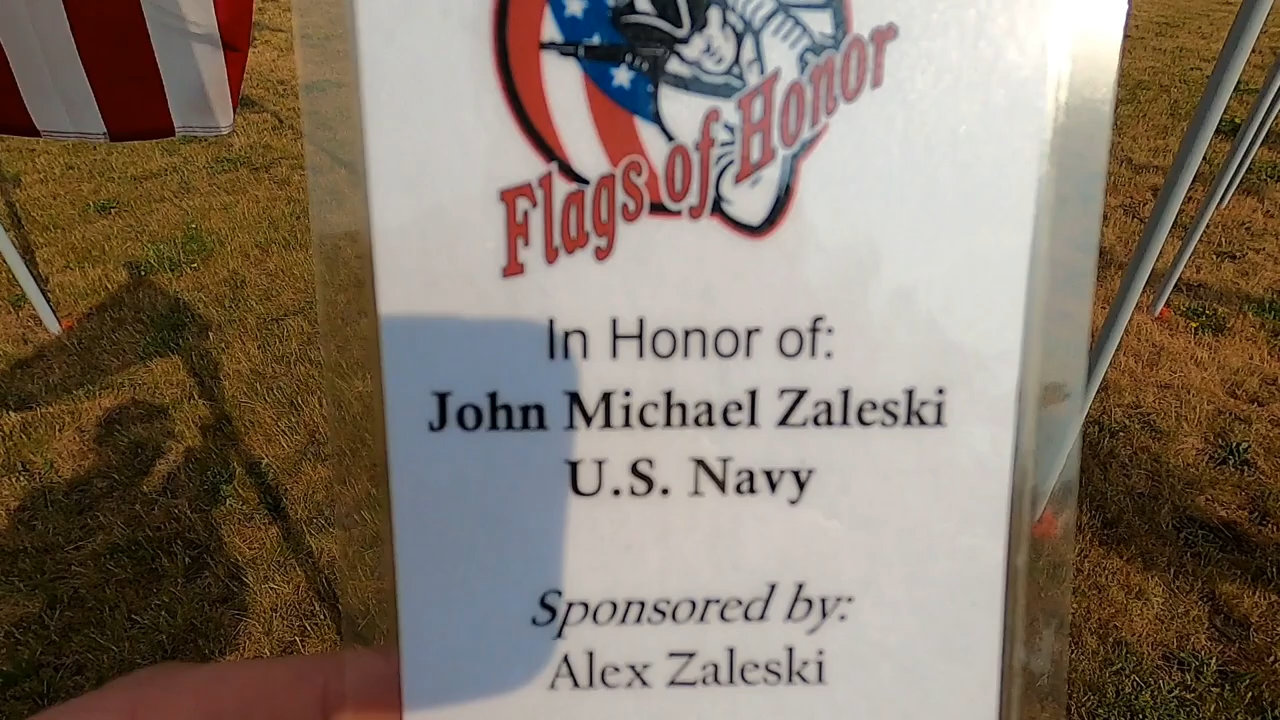 Flags of Honor
In Honor of:
John Michael Zaleski
U.S. Navy
Sponsored by:
Alex Zaleski